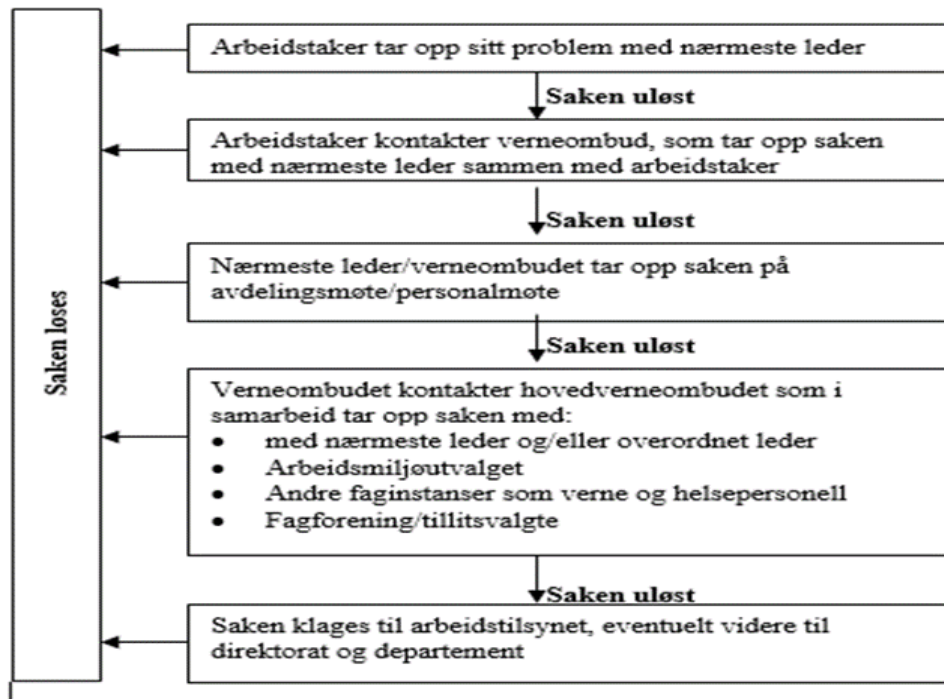 Saken løses
Arbeidstaker tar opp sitt problem med nærmeste leder
Saken uløst
Arbeidstaker kontakter verneombud, som tar opp saken
med nærmeste leder sammen med arbeidstaker
Saken uløst
Nærmeste leder/verneombudet tar opp saken på
avdelingsmøte/personalmøte
Saken uløst
Verneombudet kontakter hovedverneombudet som i
samarbeid tar opp saken med:
• med nærmeste leder og/eller overordnet leder
• Arbeidsmiljøutvalget
• Andre faginstanser som verne og helsepersonell
• Fagforening/tillitsvalgte
Saken uløst
Saken klages til arbeidstilsynet, eventuelt videre til
direktorat og departement